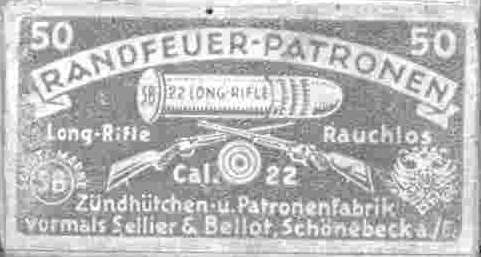 50 50
RANDFEUER-PATRONEN
SB 22 LONG-RIFLE
Long-Rifle Rauchlos
Cal. 22
SB
Zündhütchen-u. Patronenfabrik
vormals Sellier & Bellot, Schönebeck a./E.